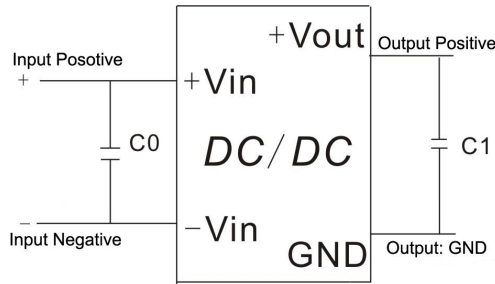 +Vout
Output Positive
Input Posotive
+
+Vin
C0
DC/DC
C1
−
−Vin
Input Negative
GND
Output: GND